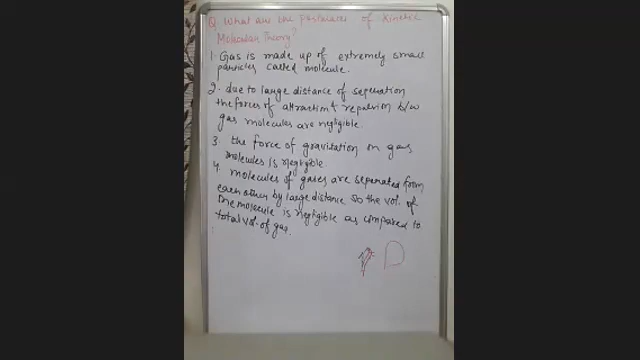 Q. What are the Postulates of Kinetic
Molecular Theory?
1. Gas is made up of extremely small
particles called molecule.
2. due to large distance of seperation
the forces of attraction & repulsion b/w
gas molecules are negligible.
3. the force of gravitation on gas
molecules is negligible
4. molecules of gases are seperated from
each other by large distance so the vol. of
the molecule is negligible as compared to
total vol. of gas.